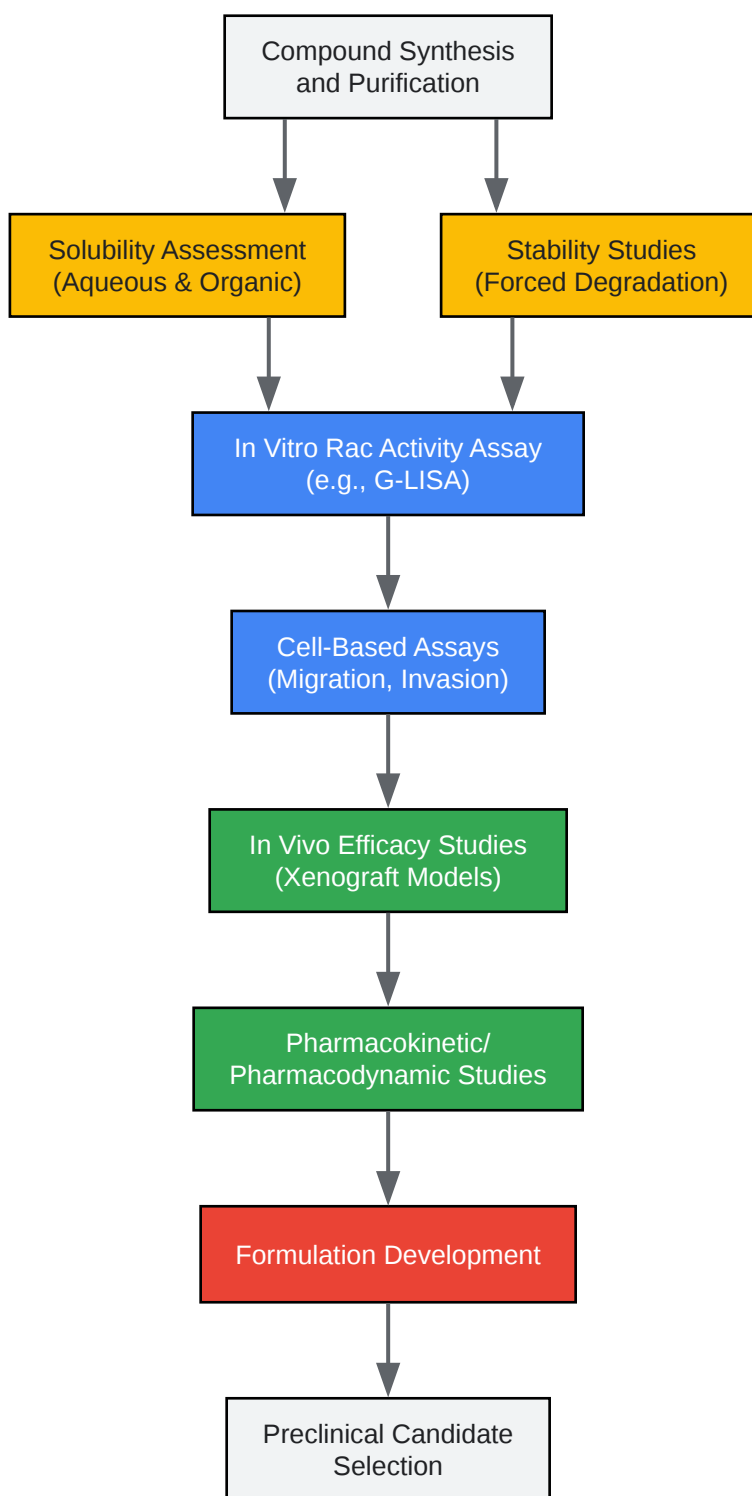 Compound Synthesis
and Purification
Solubility Assessment
(Aqueous & Organic)
Stability Studies
(Forced Degradation)
In Vitro Rac Activity Assay
(e.g., G-LISA)
Cell-Based Assays
(Migration, Invasion)
In Vivo Efficacy Studies
(Xenograft Models)
Pharmacokinetic/
Pharmacodynamic Studies
Formulation Development
Preclinical Candidate
Selection